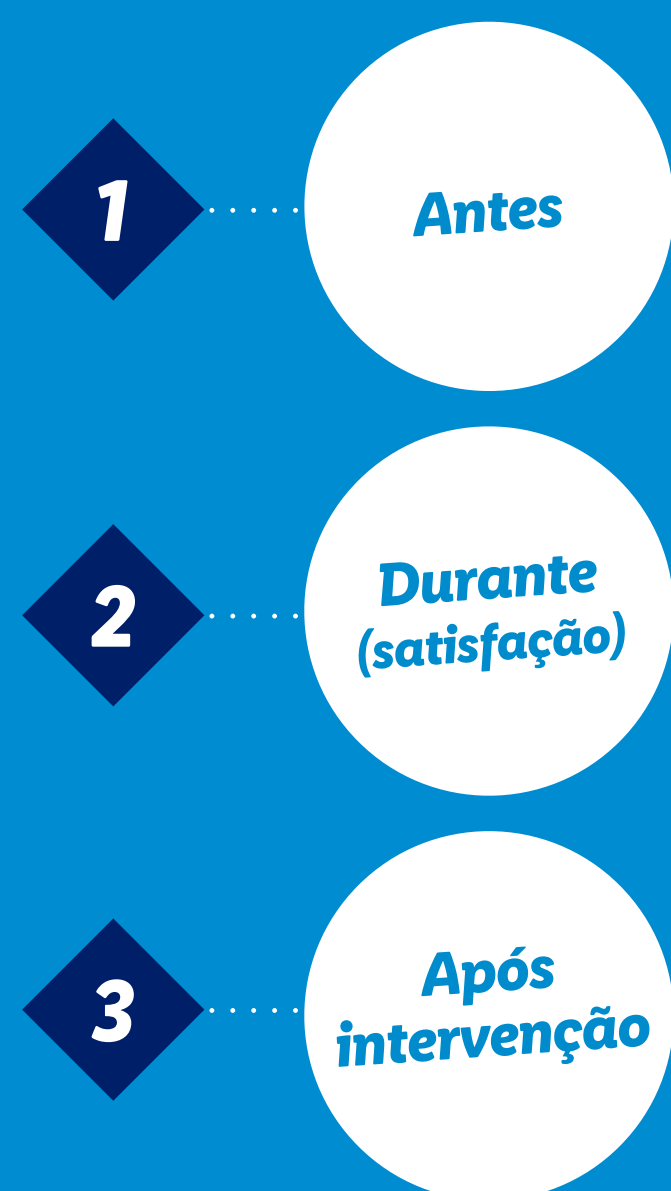 1
Antes
2
Durante
(satisfação)
3
Após
intervenção